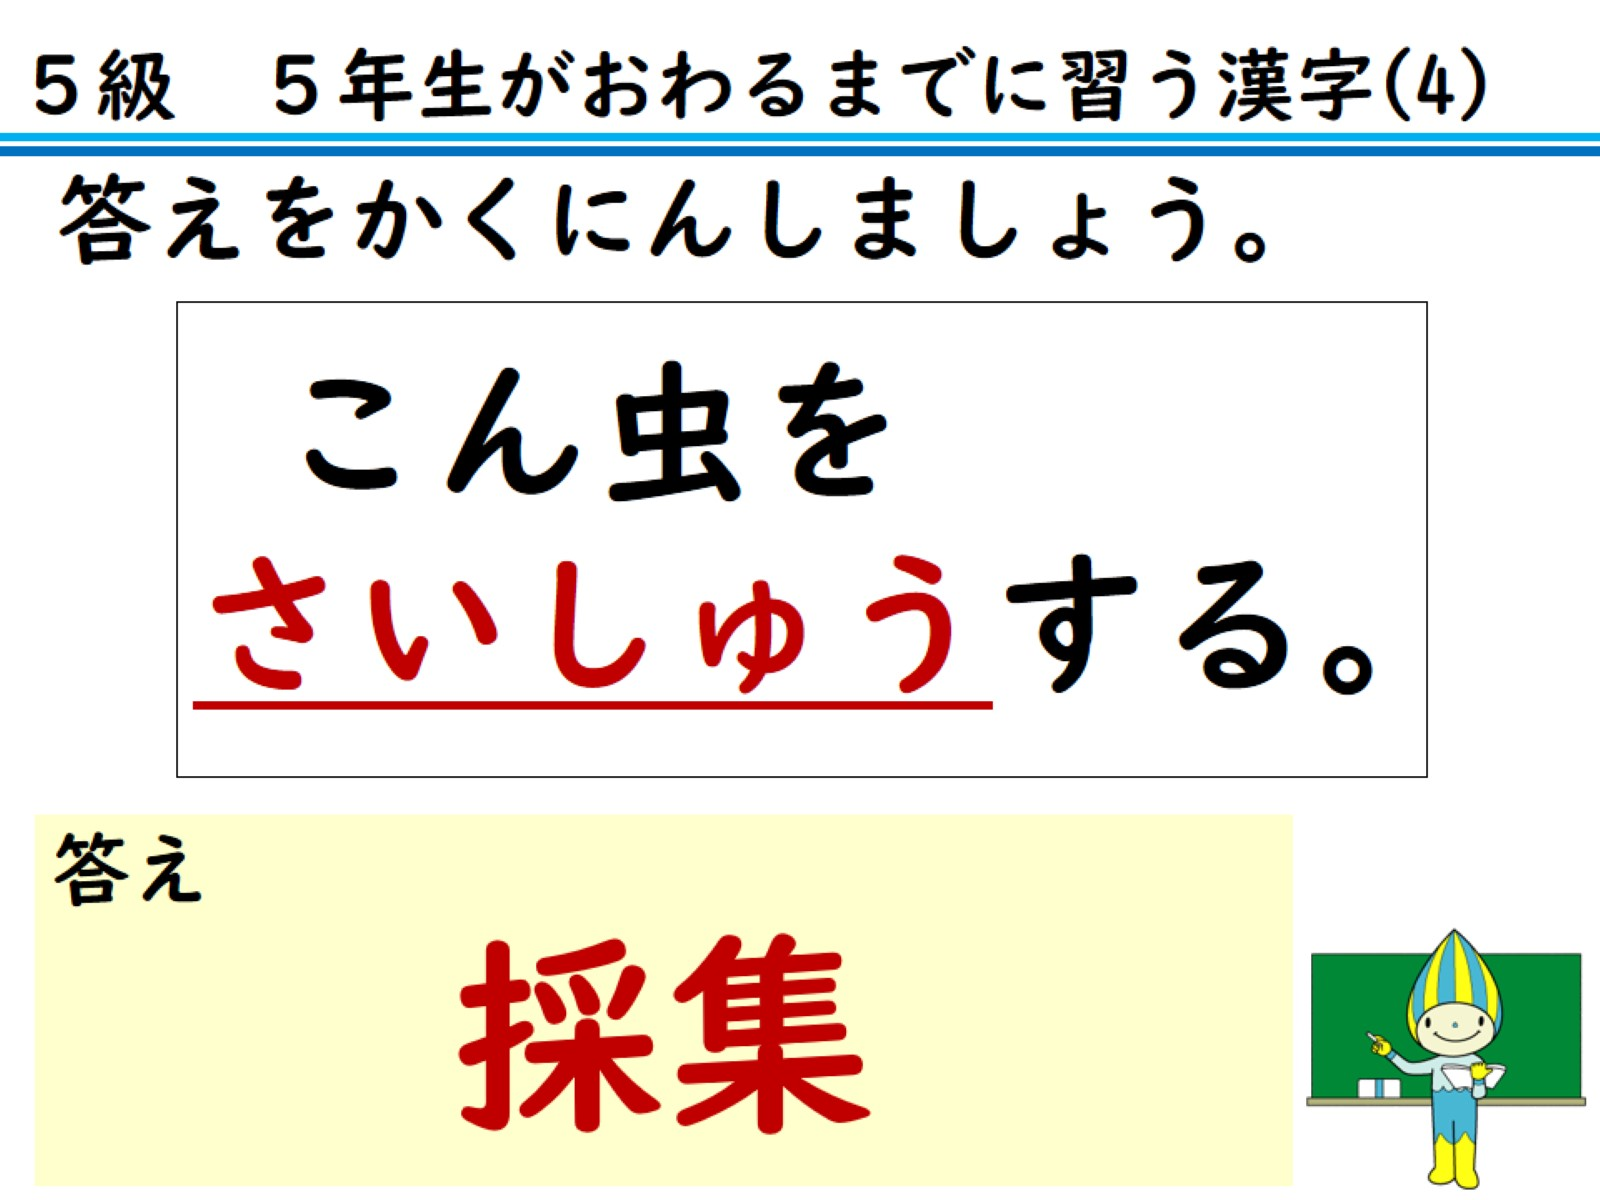 ５級　５年生がおわるまでに習う漢字(4)
答えをかくにんしましょう。
こん虫を
さいしゅうする。
答え
採集